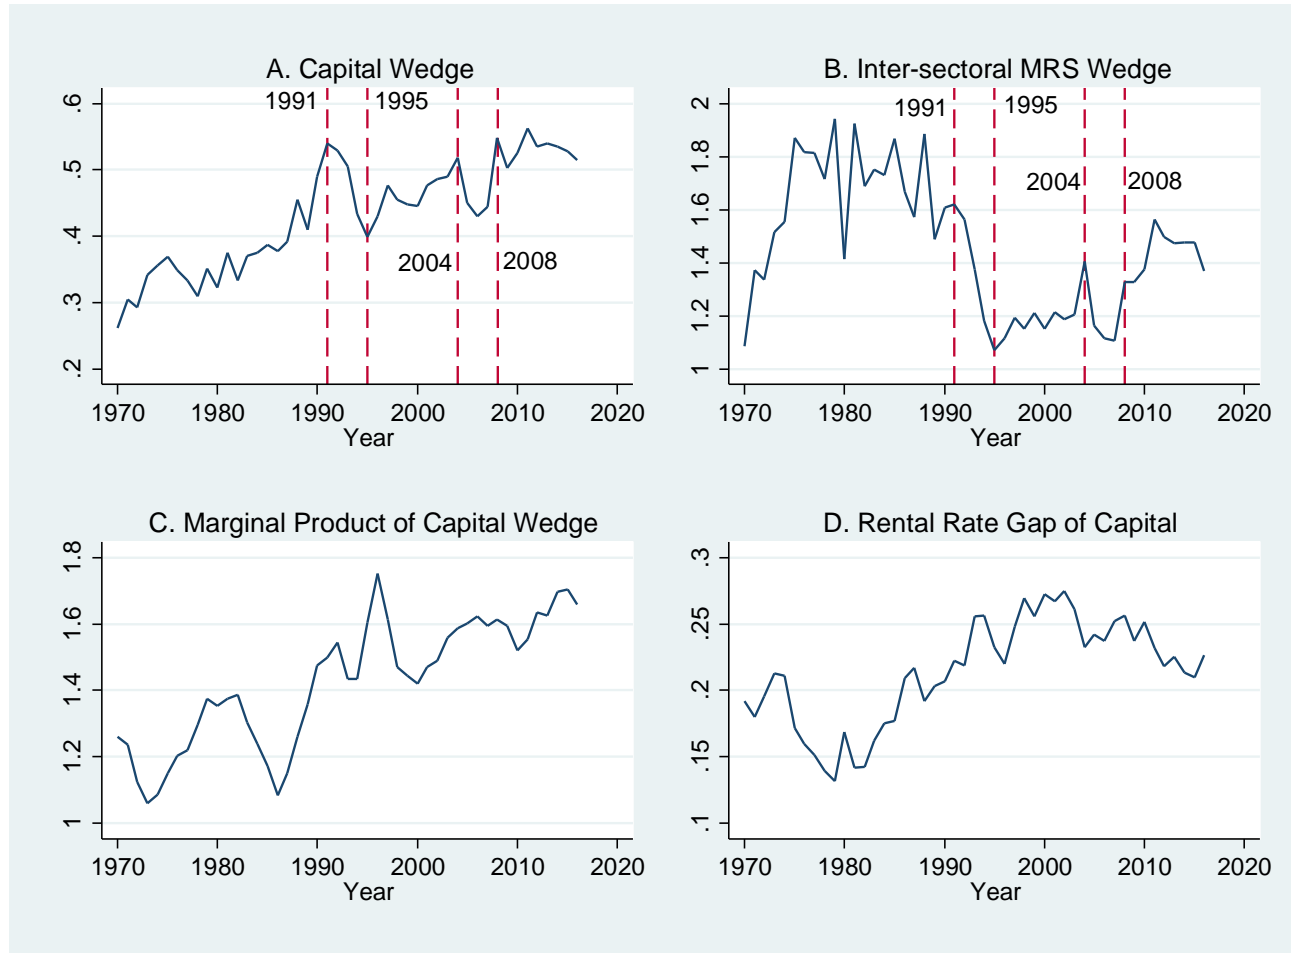 A. Capital Wedge
.6
.5
.4
.3
.2
1991
1995
2004
2008
1970 1980 1990 2000 2010 2020
Year
B. Inter-sectoral MRS Wedge
2
1.8
1.6
1.4
1.2
1
1991
1995
2004
2008
1970 1980 1990 2000 2010 2020
Year
C. Marginal Product of Capital Wedge
1.8
1.6
1.4
1.2
1
1970 1980 1990 2000 2010 2020
Year
D. Rental Rate Gap of Capital
.3
.25
.2
.15
.1
1970 1980 1990 2000 2010 2020
Year